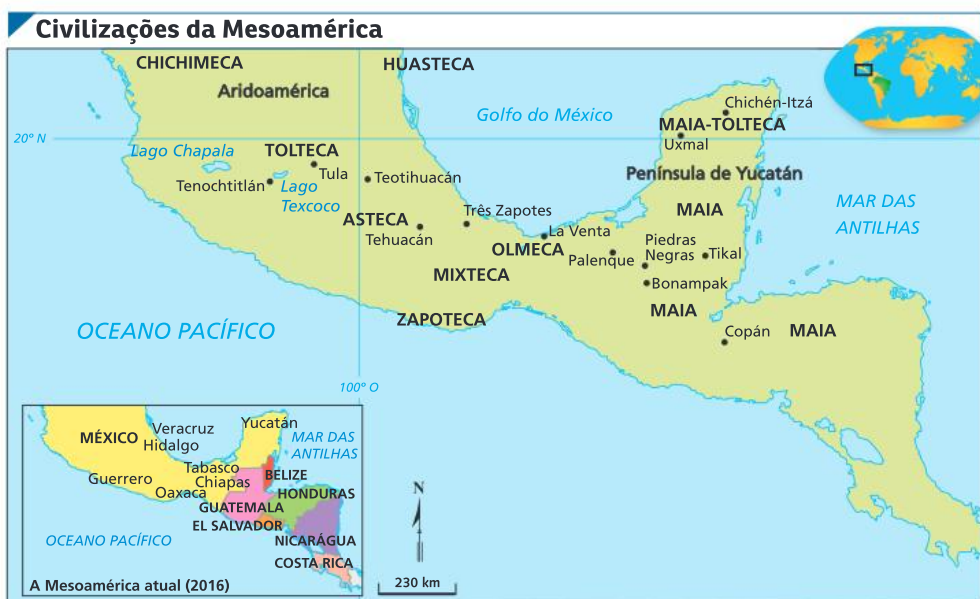 Civilizações da Mesoamérica
CHICHIMECA
HUASTECA
Aridoamérica
Golfo do México
Chichén-Itzá
MAIA-TOLTECA
20° N
Uxmal
Lago Chapala
TOLTECA
Tula
Teotihuacán
Península de Yucatán
Tenochtitlán
Lago
Texcoco
MAR DAS
ANTILHAS
ASTECA
Três Zapotes
MAIA
Tehuacán
La Venta
OLMECA
Palenque
Piedras
Negras
Tikal
MIXTECA
Bonampak
ZAPOTECA
MAIA
Copán
MAIA
OCEANO PACÍFICO
100° O
MÉXICO
Veracruz
Hidalgo
Yucatán
MAR DAS
ANTILHAS
Guerrero
Tabasco
Chiapas
Oaxaca
BELIZE
HONDURAS
GUATEMALA
EL SALVADOR
NICARÁGUA
COSTA RICA
OCEANO PACÍFICO
A Mesoamérica atual (2016)
N
230 km